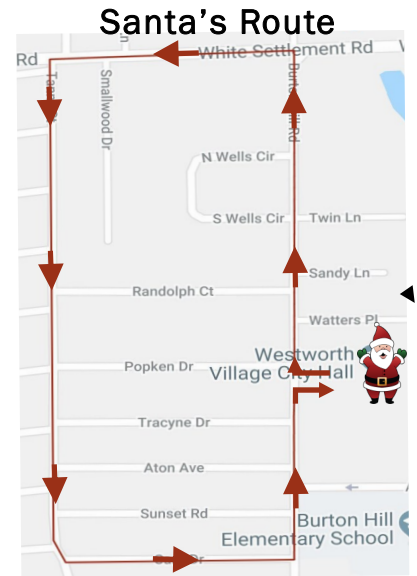 Santa's Route
Rd
White Settlement Rd
Smallwood Dr
N Wells Cir
S Wells Cir
Twin Ln
Sandy Ln
Randolph Ct
Watters Pl
Westworth
Village City Hall
Popken Dr
Tracyne Dr
Aton Ave
Sunset Rd
Burton Hill
Elementary School
Dr